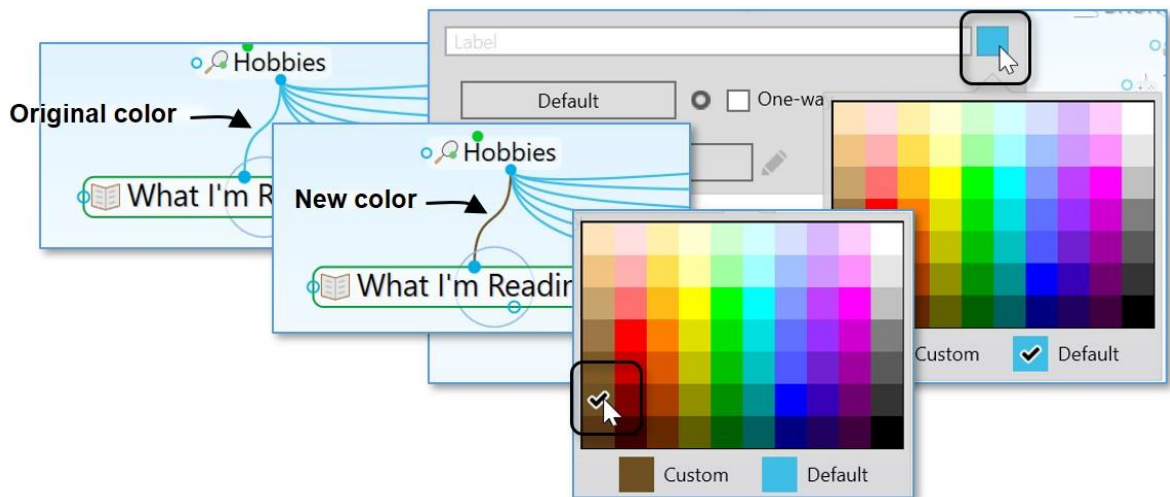 Hobbies
Original color
What I'm R
Hobbies
New color
What I'm Readin
Label
Default
One-wa
Custom
Default
Custom
Default